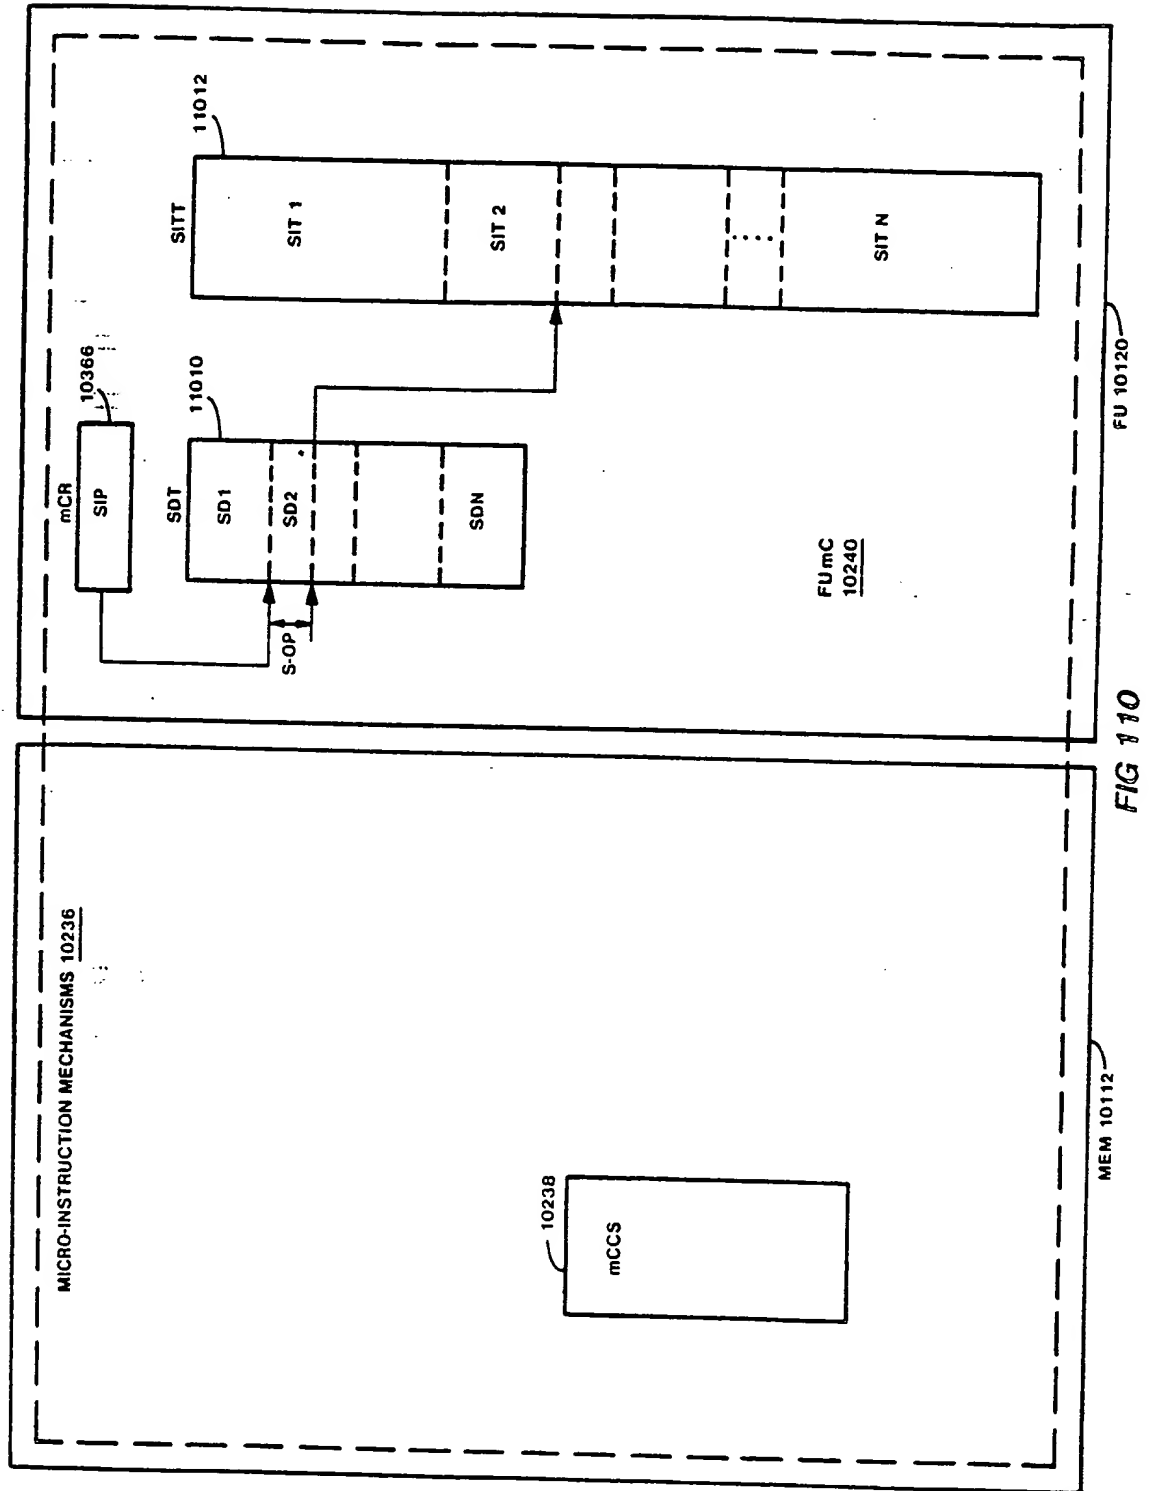 MICRO-INSTRUCTION MECHANISMS 10236
mCCS
10238
MEM 10112
mCR
SIP
10366
SDT
11010
SD1
SD2
SDN
S-OP
SITT
11012
SIT 1
SIT 2
SIT N
FUmC
10240
FU 10120
FIG 110